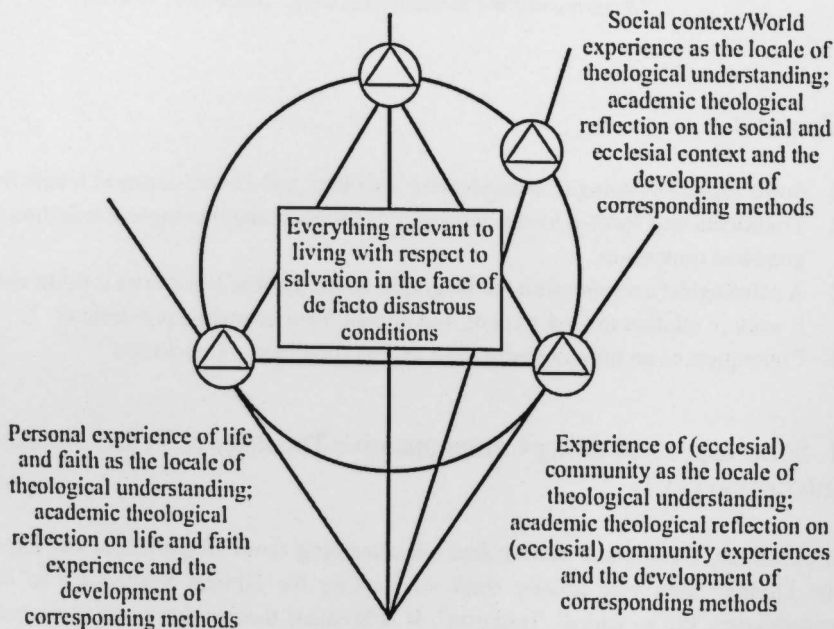 Social context/World
experience as the locale of
theological understanding;
academic theological
reflection on the social and
ecclesial context and the
development of
corresponding methods
Everything relevant to
living with respect to
salvation in the face of
de facto disastrous
conditions
Personal experience of life
and faith as the locale of
theological understanding;
academic theological
reflection on life and faith
experience and the
development of
corresponding methods
Experience of (ecclesial)
community as the locale of
theological understanding;
academic theological reflection on
(ecclesial) community experiences
and the development of
corresponding methods